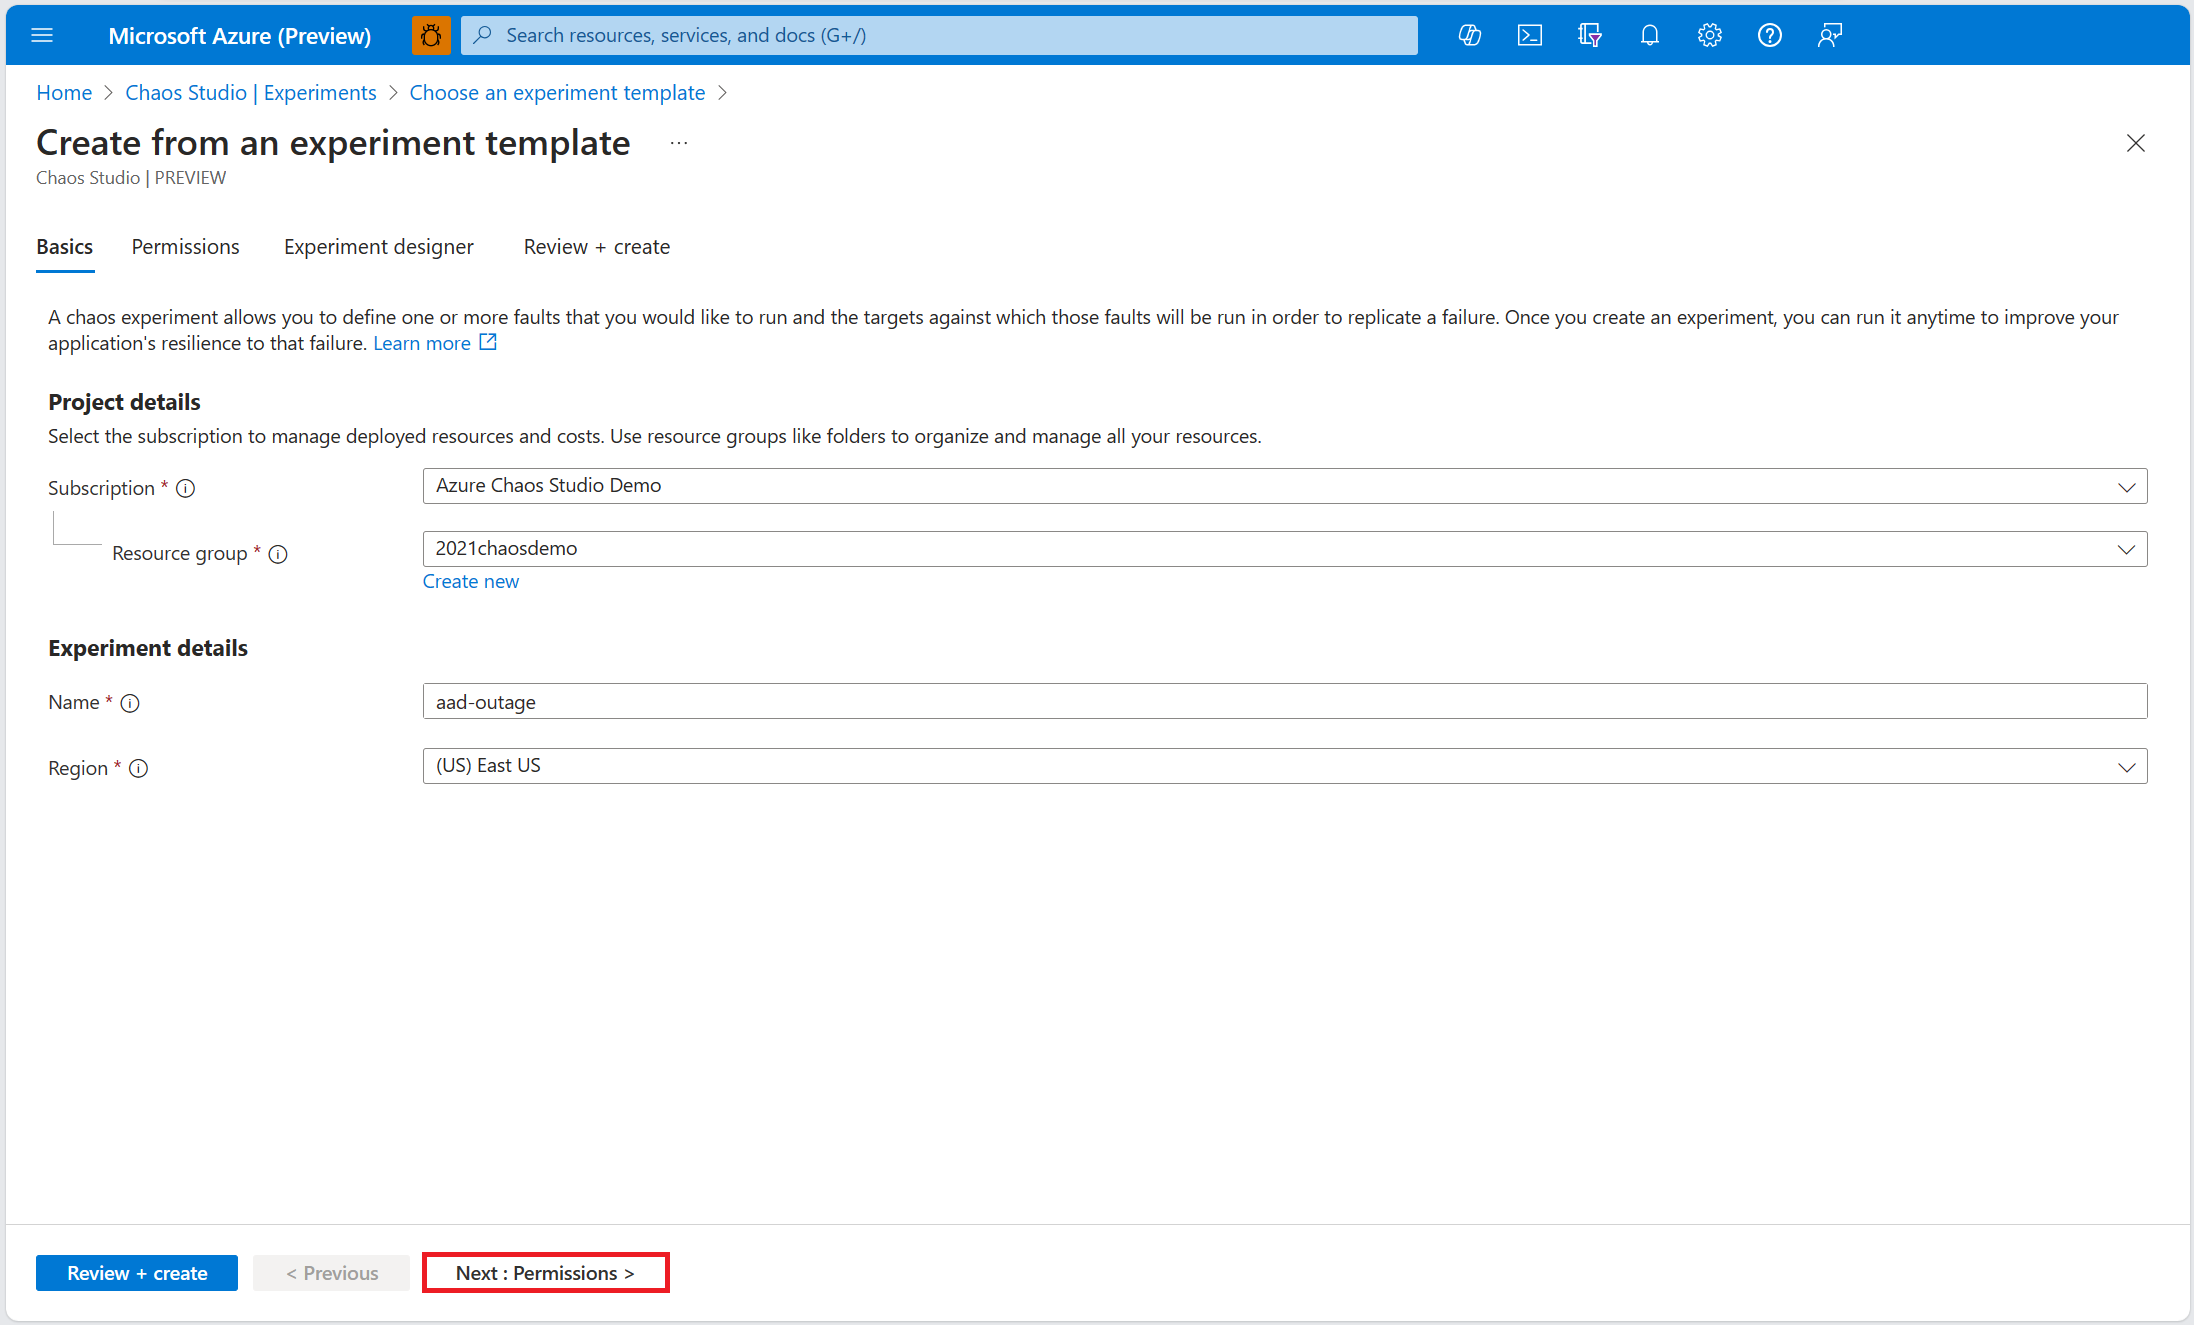 Microsoft Azure (Preview)
Search resources, services, and docs (G+/)
Home > Chaos Studio | Experiments > Choose an experiment template >
Create from an experiment template ...
Chaos Studio | PREVIEW
Basics Permissions Experiment designer Review + create
A chaos experiment allows you to define one or more faults that you would like to run and the targets against which those faults will be run in order to replicate a failure. Once you create an experiment, you can run it anytime to improve your
application's resilience to that failure. Learn more
Project details
Select the subscription to manage deployed resources and costs. Use resource groups like folders to organize and manage all your resources.
Subscription * Azure Chaos Studio Demo
Resource group * 2021chaosdemo
Create new
Experiment details
Name * aad-outage
Region * (US) East US
Review + create < Previous Next : Permissions >